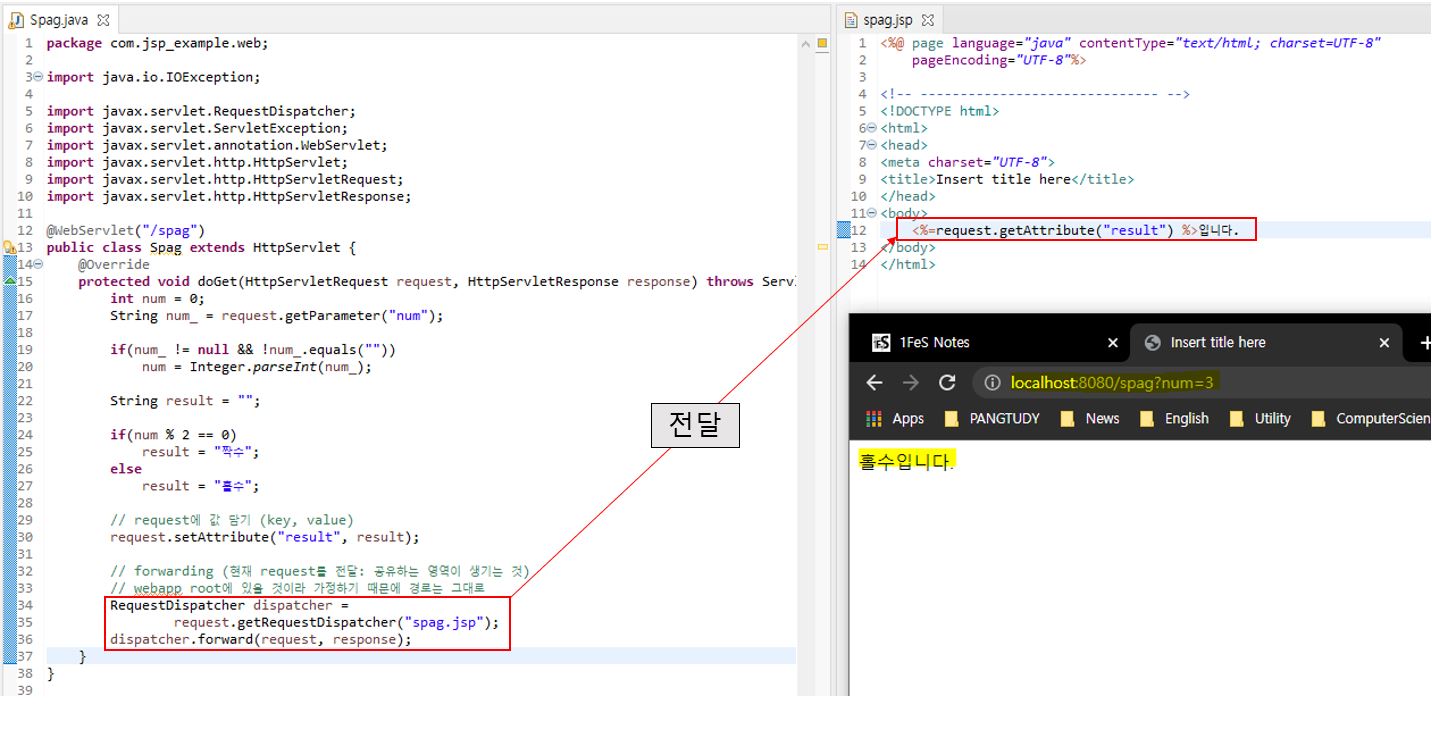 Spag.java
1 package com.jsp_example.web;
2
3 import java.io.IOException;
4
5 import javax.servlet.RequestDispatcher;
6 import javax.servlet.ServletException;
7 import javax.servlet.annotation.WebServlet;
8 import javax.servlet.http.HttpServlet;
9 import javax.servlet.http.HttpServletRequest;
10 import javax.servlet.http.HttpServletResponse;
11
12 @WebServlet("/spag")
13 public class Spag extends HttpServlet {
14 @Override
15 protected void doGet(HttpServletRequest request, HttpServletResponse response) throws Serv
16 int num = 0;
17 String num_ = request.getParameter("num");
18
19 if(num_ != null && !num_.equals(""))
20 num = Integer.parseInt(num_);
21
22 String result = "";
23
24 if(num % 2 == 0)
25 result = "짝수";
26 else
27 result = "홀수";
28
29 // request에 값 담기 (key, value)
30 request.setAttribute("result", result);
31
32 // forwarding (현재 request를 전달: 공유하는 영역이 생기는 것)
33 // webapp root에 있을 것이라 가정하기 때문에 경로는 그대로
34 RequestDispatcher dispatcher =
35 request.getRequestDispatcher("spag.jsp");
36 dispatcher.forward(request, response);
37 }
38 }
39
전달
spag.jsp
1 <%@ page language="java" contentType="text/html; charset=UTF-8"
2 pageEncoding="UTF-8"%>
3
4 <!-- ------------------------------ -->
5 <!DOCTYPE html>
6 <html>
7 <head>
8 <meta charset="UTF-8">
9 <title>Insert title here</title>
10 </head>
11 <body>
12 <%=request.getAttribute("result") %>입니다.
13 </body>
14 </html>
1FeS Notes
Insert title here
localhost:8080/spag?num=3
Apps PANGTUDY News English Utility ComputerScien
홀수입니다.